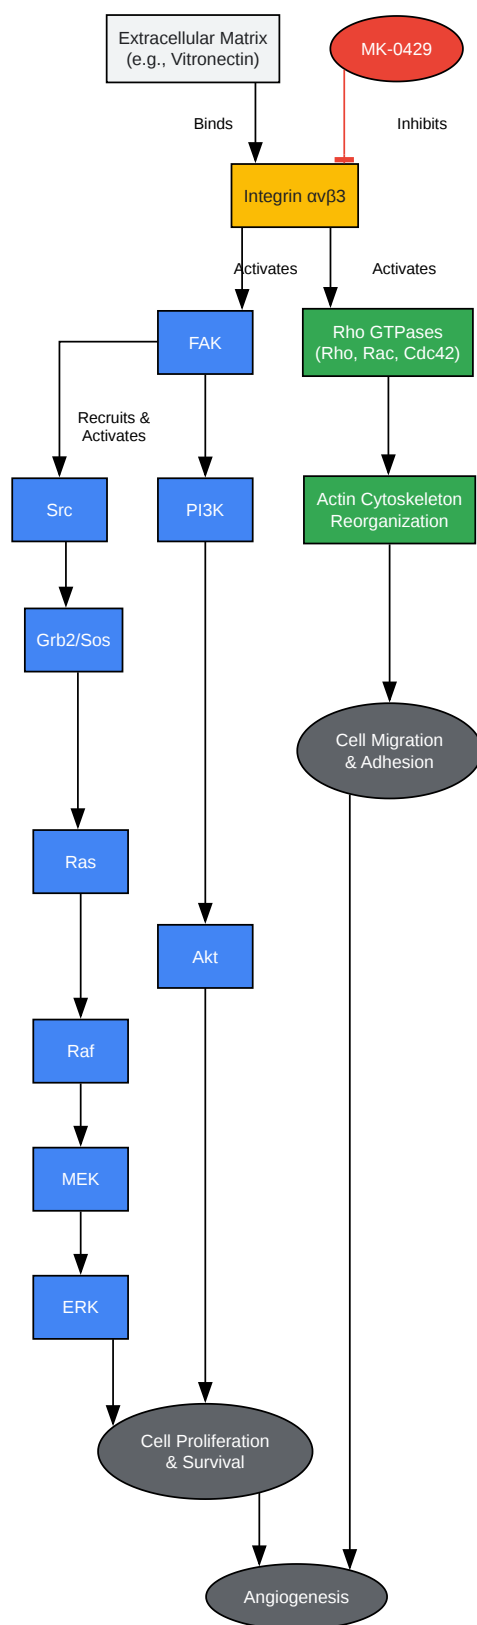 Extracellular Matrix
(e.g., Vitronectin)
MK-0429
Binds
Inhibits
Integrin αvβ3
Activates
Activates
FAK
Rho GTPases
(Rho, Rac, Cdc42)
Recruits &
Activates
Src
PI3K
Actin Cytoskeleton
Reorganization
Grb2/Sos
Cell Migration
& Adhesion
Ras
Akt
Raf
MEK
ERK
Cell Proliferation
& Survival
Angiogenesis